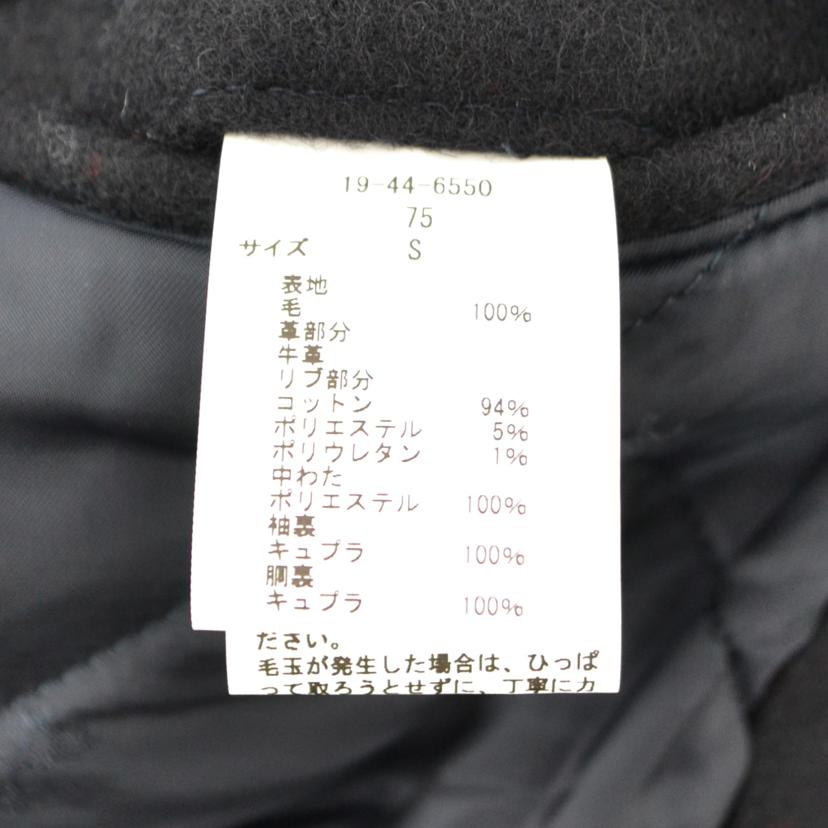 19-44-6550
75
サイズ S
表地
毛 100%
革部分
牛革
リブ部分
コットン 94%
ポリエステル 5%
ポリウレタン 1%
中わた
ポリエステル 100%
袖裏
キュプラ 100%
胴裏
キュプラ 100%
ださい。
毛玉が発生した場合は、ひっぱ
って取ろうとせずに、丁寧にカ